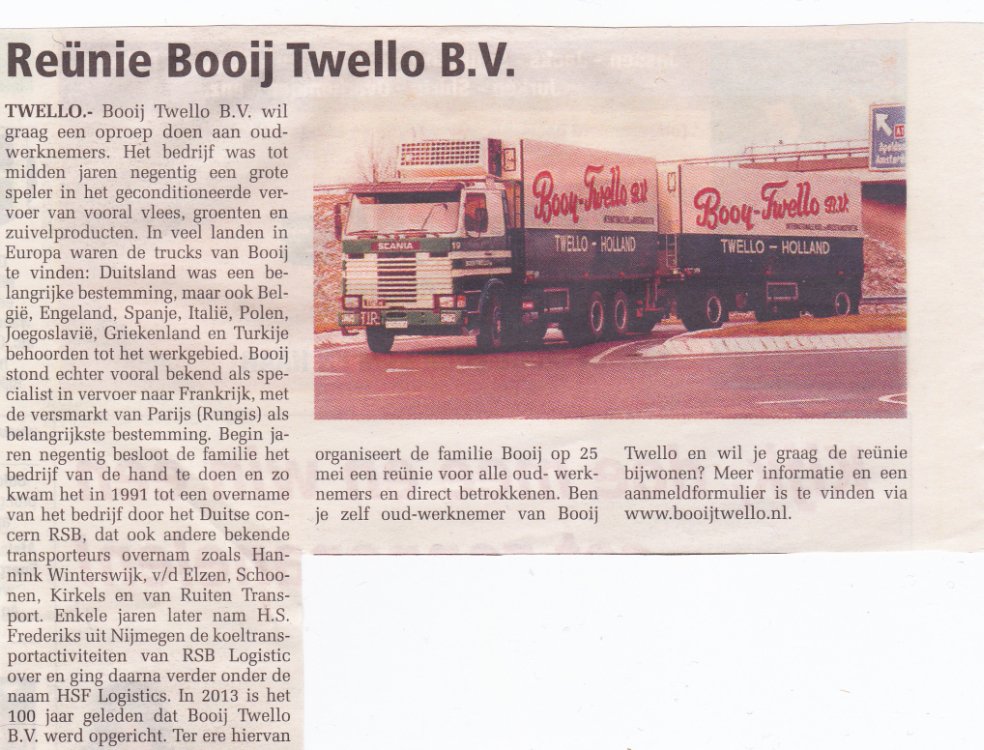 Reünie Booij Twello B.V.
TWELLO.- Booij Twello B.V. wil
graag een oproep doen aan oud-
werknemers. Het bedrijf was tot
midden jaren negentig een grote
speler in het geconditioneerde ver-
voer van vooral vlees, groenten en
zuivelproducten. In veel landen in
Europa waren de trucks van Booij
te vinden: Duitsland was een be-
langrijke bestemming, maar ook Bel-
gië, Engeland, Spanje, Italië, Polen,
Joegoslavië, Griekenland en Turkije
behoorden tot het werkgebied. Booij
stond echter vooral bekend als spe-
cialist in vervoer naar Frankrijk, met
de versmarkt van Parijs (Rungis) als
belangrijkste bestemming. Begin ja-
ren negentig besloot de familie het
bedrijf van de hand te doen en zo
kwam het in 1991 tot een overname
van het bedrijf door het Duitse con-
cern RSB, dat ook andere bekende
transporteurs overnam zoals Han-
nink Winterswijk, v/d Elzen, Schoo-
nen, Kirkels en van Ruiten Trans-
port. Enkele jaren later nam H.S.
Frederiks uit Nijmegen de koeltrans-
portactiviteiten van RSB Logistic
over en ging daarna verder onder de
naam HSF Logistics. In 2013 is het
100 jaar geleden dat Booij Twello
B.V. werd opgericht. Ter ere hiervan
organiseert de familie Booij op 25
mei een reünie voor alle oud- werk-
nemers en direct betrokkenen. Ben
je zelf oud-werknemer van Booij
Twello en wil je graag de reünie
bijwonen? Meer informatie en een
aanmeldformulier is te vinden via
www.booijtwello.nl.
Booy-Twello B.V.
TWELLO - HOLLAND
Booy-Twello B.V.
TWELLO - HOLLAND
SCANIA
19
TIR